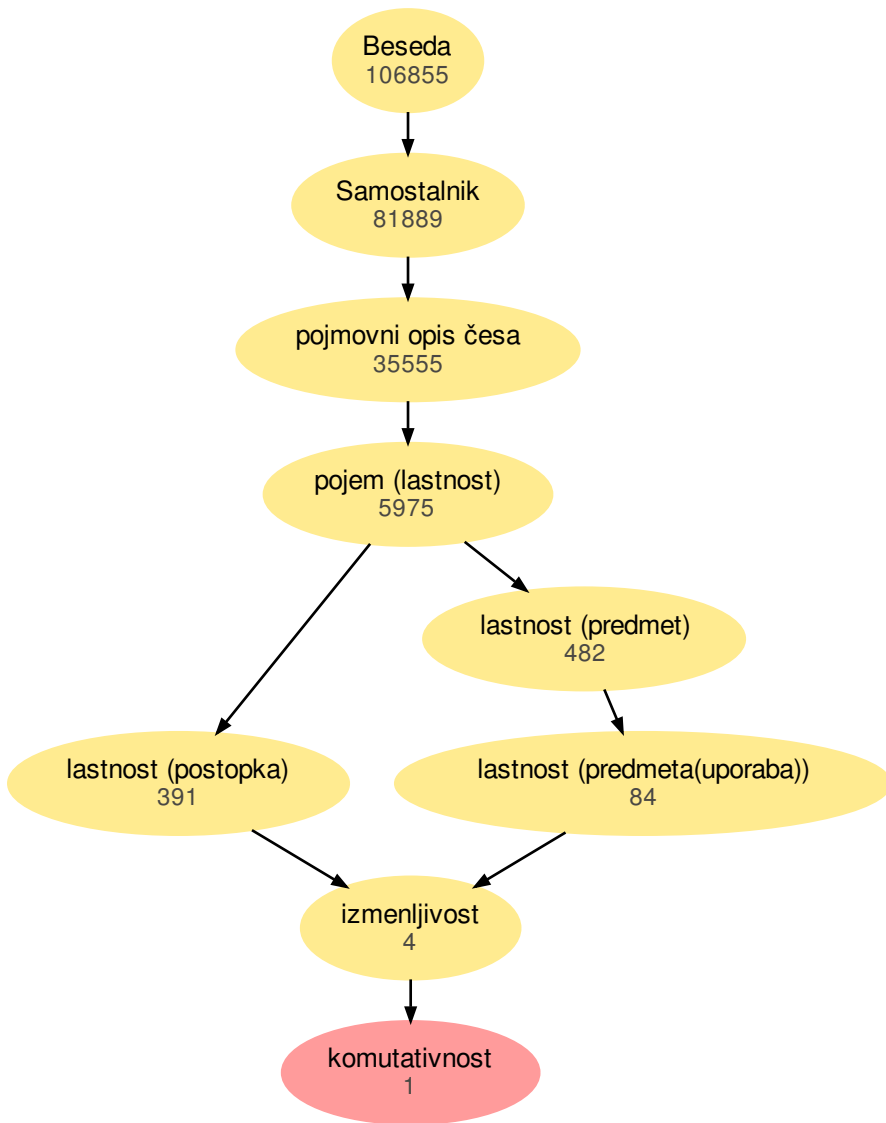 Beseda
106855
Samostalnik
81889
pojmovni opis česa
35555
pojem (lastnost)
5975
lastnost (predmet)
482
lastnost (postopka)
391
lastnost (predmeta(uporaba))
84
izmenljivost
4
komutativnost
1